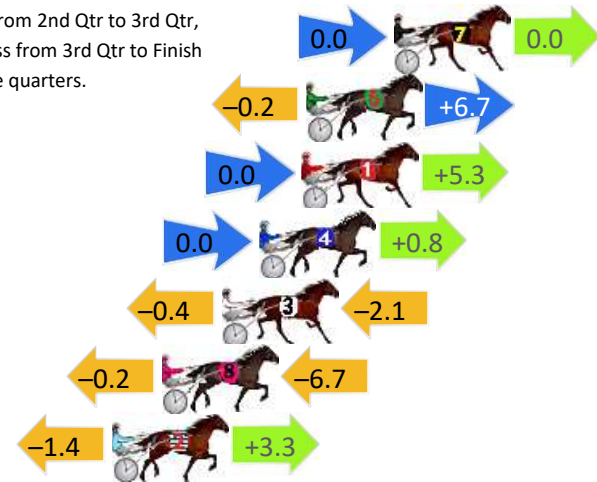 rom 2nd Qtr to 3rd Qtr,
ss from 3rd Qtr to Finish
e quarters.
0.0 7 0.0
–0.2 +6.7
0.0 1 +5.3
0.0 4 +0.8
–0.4 3 –2.1
–0.2 8 –6.7
–1.4 2 +3.3